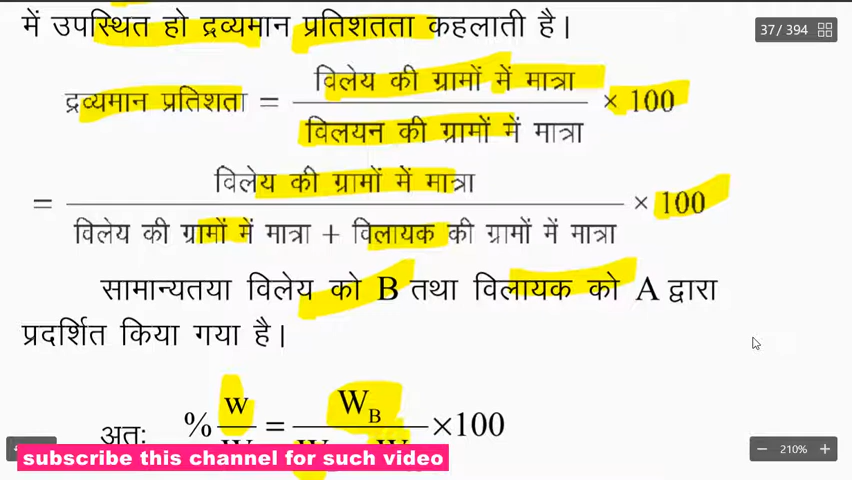 में उपस्थित हो द्रव्यमान प्रतिशतता कहलाती है।
37 / 394
द्रव्यमान प्रतिशता = विलेय की ग्रामों में मात्रा / विलयन की ग्रामों में मात्रा × 100
= विलेय की ग्रामों में मात्रा / विलेय की ग्रामों में मात्रा + विलायक की ग्रामों में मात्रा × 100
सामान्यतया विलेय को B तथा विलायक को A द्वारा
प्रदर्शित किया गया है।
अतः % w = W_B ×100
subscribe this channel for such video
210%